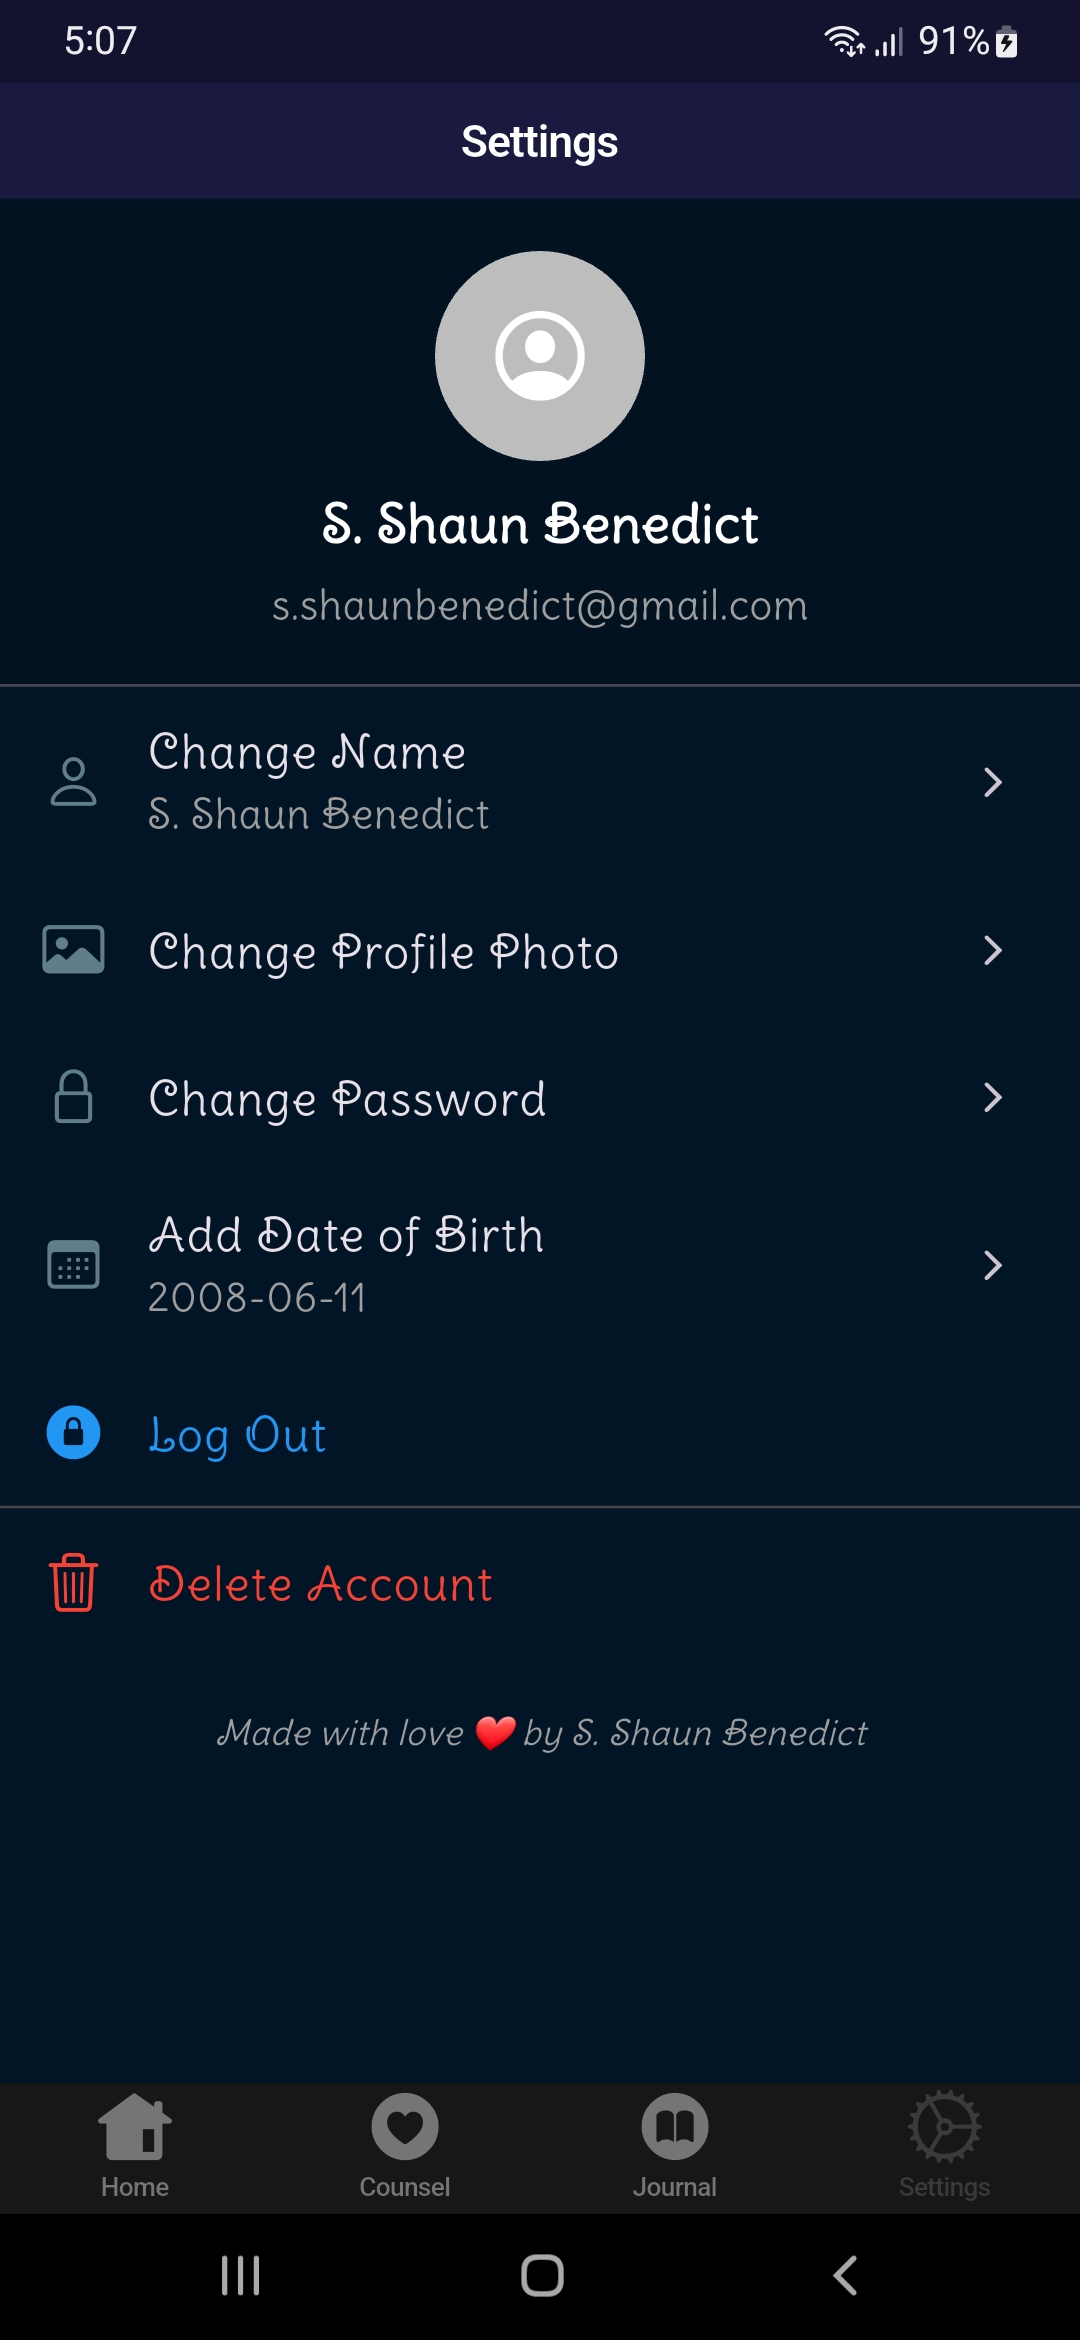 5:07
91%
Settings
S. Shaun Benedict
s.shaunbenedict@gmail.com
Change Name
S. Shaun Benedict
Change Profile Photo
Change Password
Add Date of Birth
2008-06-11
Log Out
Delete Account
Made with love ❤️ by S. Shaun Benedict
Home Counsel Journal Settings